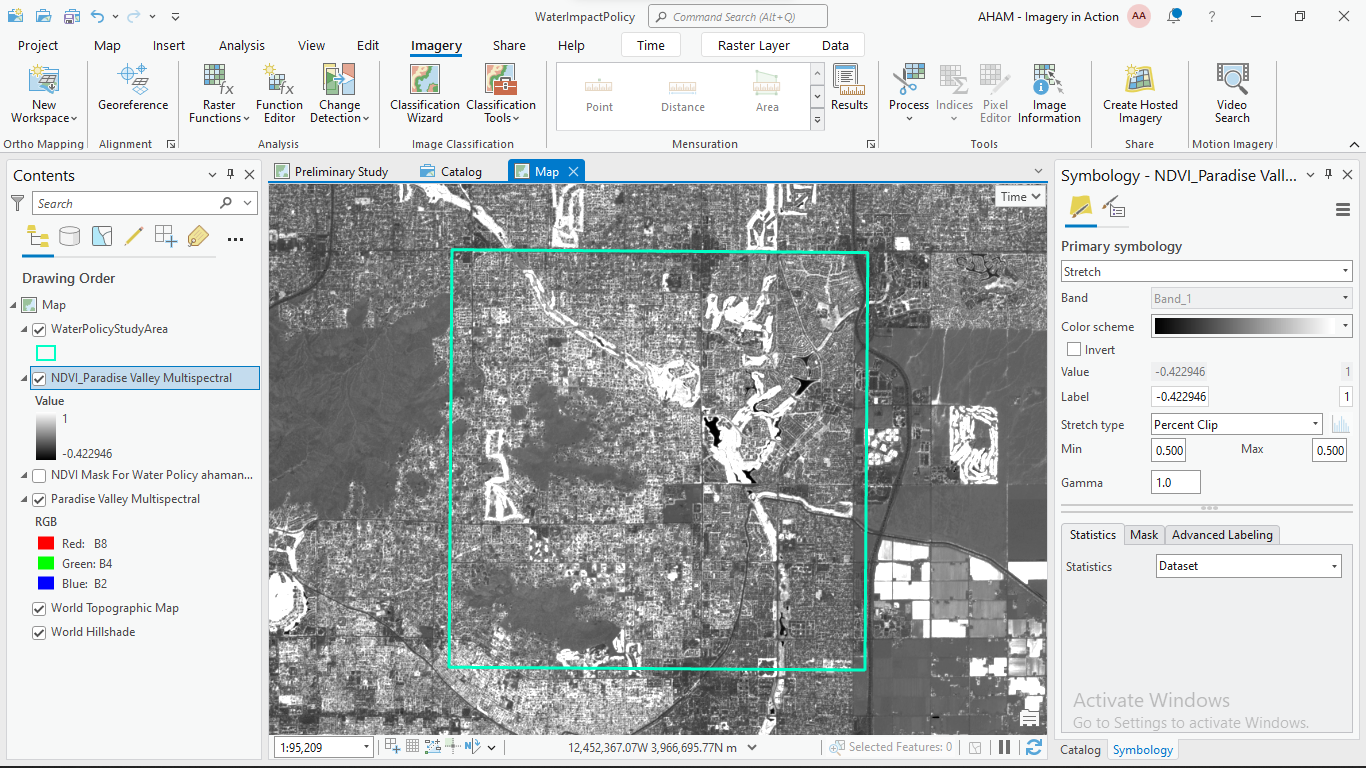 WaterImpactPolicy
Command Search (Alt+Q)
AHAM - Imagery in Action
AA
?
Project
Map
Insert
Analysis
View
Edit
Imagery
Share
Help
Time
Raster Layer
Data
New Workspace
Georeference
Raster Functions
Function Editor
Change Detection
Classification Wizard
Classification Tools
Point
Distance
Area
Results
Process
Indices
Pixel Editor
Image Information
Create Hosted Imagery
Video Search
Ortho Mapping
Alignment
Analysis
Image Classification
Mensuration
Tools
Share
Motion Imagery
Contents
Search
Drawing Order
Map
WaterPolicyStudyArea
NDVI_Paradise Valley Multispectral
Value
1
-0.422946
NDVI Mask For Water Policy ahaman...
Paradise Valley Multispectral
RGB
Red: B8
Green: B4
Blue: B2
World Topographic Map
World Hillshade
Preliminary Study
Catalog
Map
Time
1:95,209
12,452,367.07W 3,966,695.77N m
Selected Features: 0
Symbology - NDVI_Paradise Vall...
Primary symbology
Stretch
Band
Band_1
Color scheme
Invert
Value
-0.422946
1
Label
-0.422946
1
Stretch type
Percent Clip
Min
0.500
Max
0.500
Gamma
1.0
Statistics
Mask
Advanced Labeling
Statistics
Dataset
Activate Windows
Go to Settings to activate Windows.
Catalog
Symbology